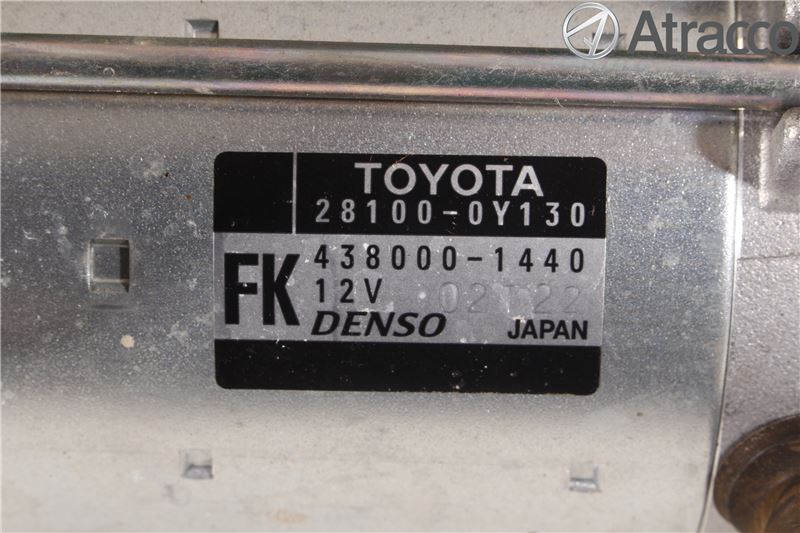 Atracco
TOYOTA
28100-0Y130
FK
438000-1440
12V
DENSO
JAPAN